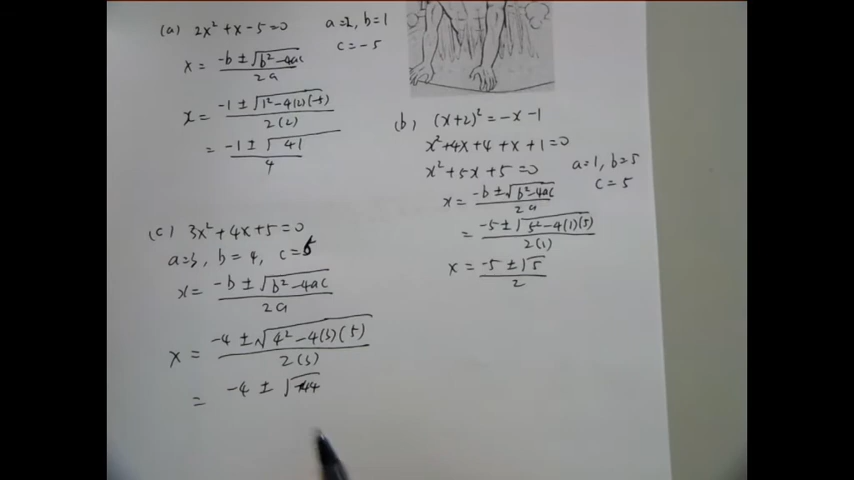 (a) 2x² + x - 5 = 0
a = 2, b = 1
c = -5
x = (-b ± √(b² - 4ac)) / 2a
x = (-1 ± √(1² - 4(2)(-5))) / 2(2)
= (-1 ± √41) / 4
(b) (x+2)² = -x - 1
x² + 4x + 4 + x + 1 = 0
x² + 5x + 5 = 0
a = 1, b = 5
c = 5
x = (-b ± √(b² - 4ac)) / 2a
= (-5 ± √(5² - 4(1)(5))) / 2(1)
x = (-5 ± √5) / 2
(c) 3x² + 4x + 5 = 0
a = 3, b = 4, c = 5
x = (-b ± √(b² - 4ac)) / 2a
x = (-4 ± √(4² - 4(3)(5))) / 2(3)
= -4 ± √-44